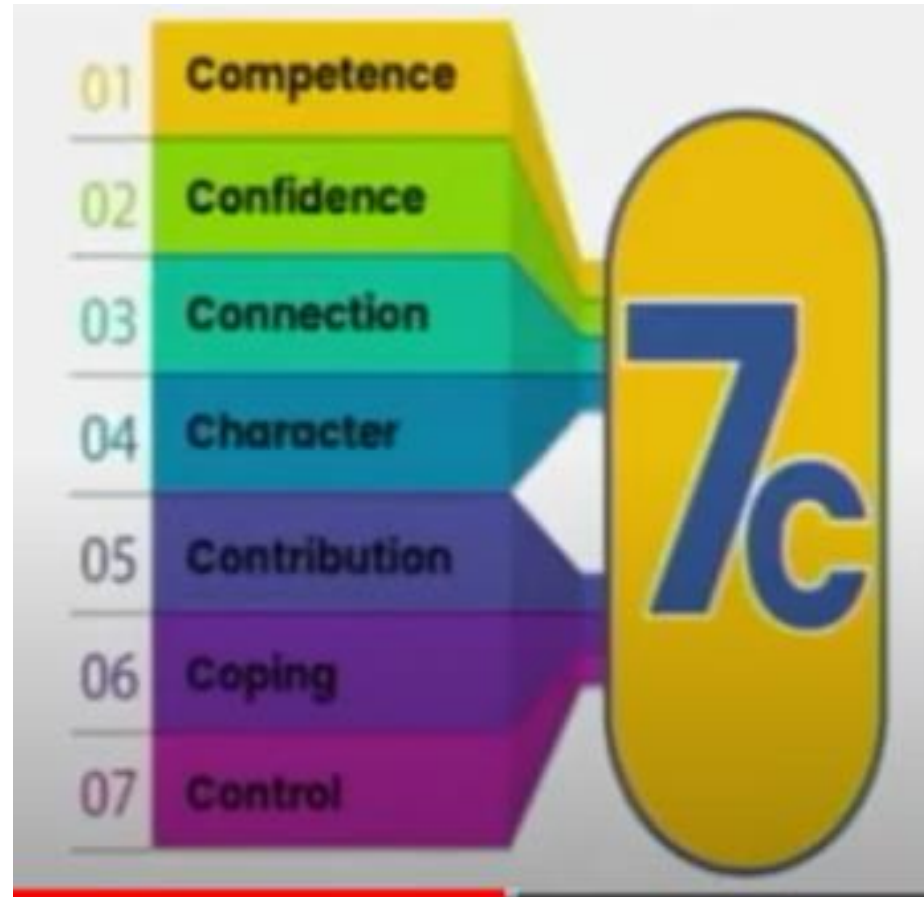 01 Competence
02 Confidence
03 Connection
04 Character
05 Contribution
06 Coping
07 Control
7c